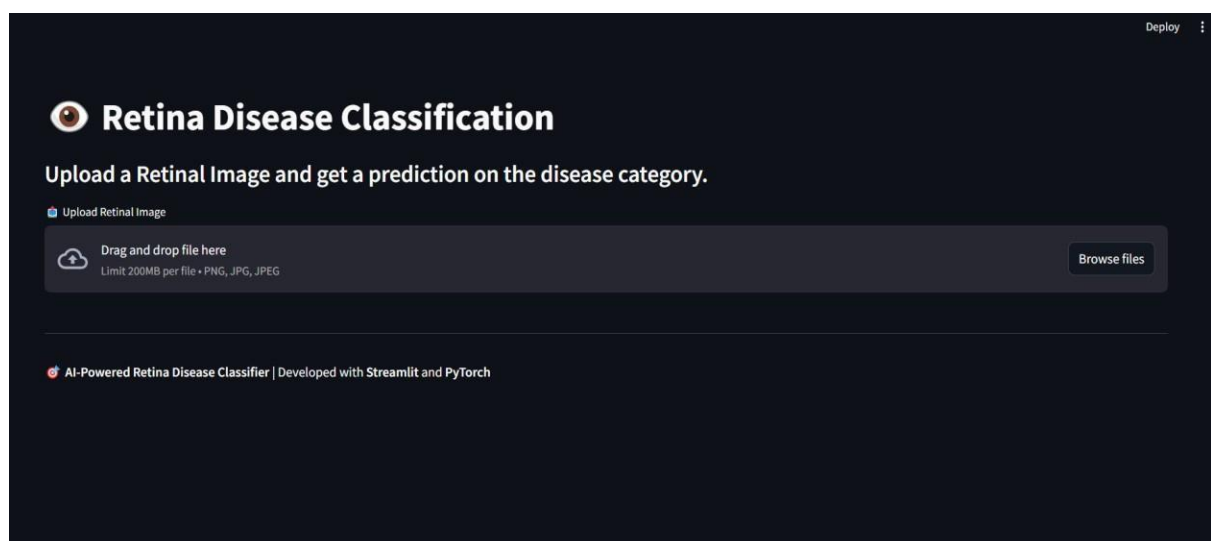 Deploy
Retina Disease Classification
Upload a Retinal Image and get a prediction on the disease category.
Upload Retinal Image
Drag and drop file here
Limit 200MB per file • PNG, JPG, JPEG
Browse files
AI-Powered Retina Disease Classifier | Developed with Streamlit and PyTorch